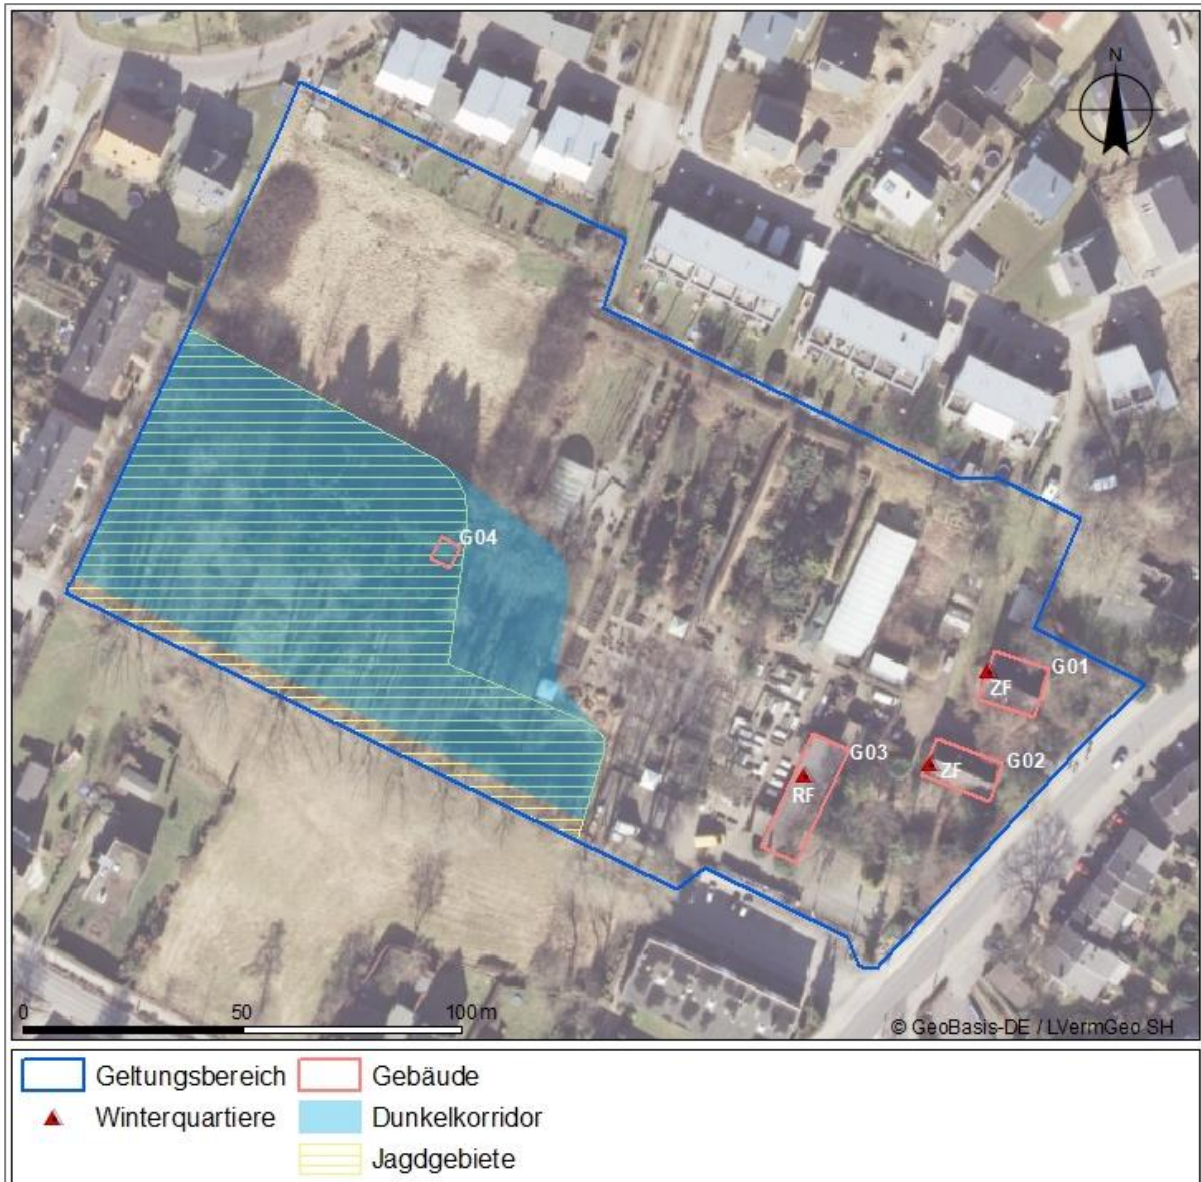 N
G04
G01
ZF
G03
G02
ZF
RF
0 50 100 m
© GeoBasis-DE / LVermGeo SH
Geltungsbereich Gebäude
Winterquartiere Dunkelkorridor
Jagdgebiete